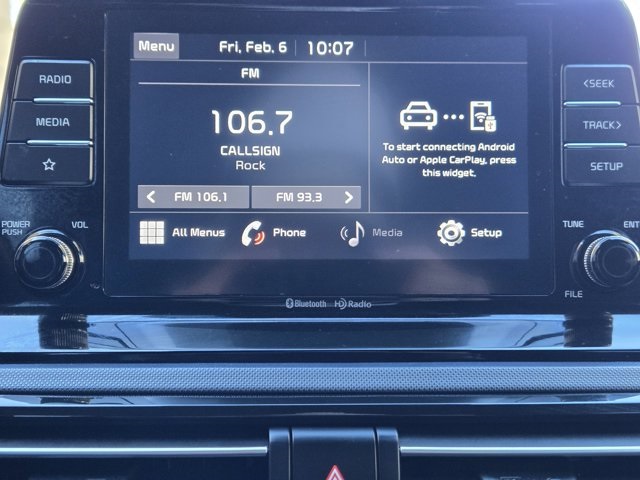 Menu Fri, Feb. 6 10:07
FM
106.7
CALLSIGN
Rock
FM 106.1 FM 93.3
To start connecting Android
Auto or Apple CarPlay, press
this widget.
All Menus Phone Media Setup
RADIO
MEDIA
POWER
PUSH
VOL
<SEEK
TRACK>
SETUP
TUNE
FILE
Bluetooth HD Radio